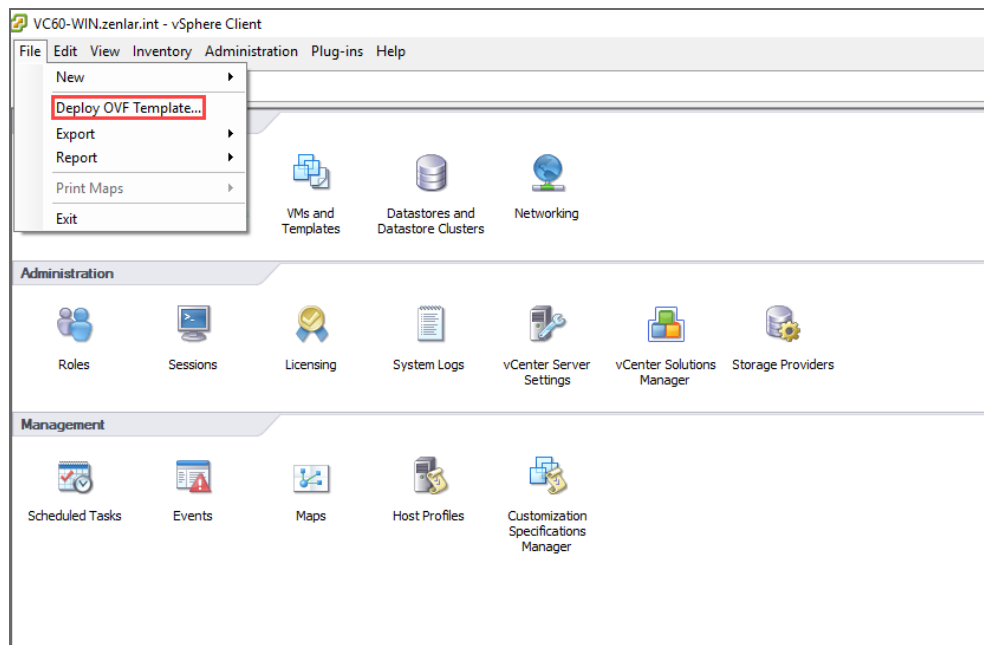 VC60-WIN.zenlar.int - vSphere Client
File Edit View Inventory Administration Plug-ins Help
New
Deploy OVF Template...
Export
Report
Print Maps
Exit
VMs and
Templates
Datastores and
Datastore Clusters
Networking
Administration
Roles
Sessions
Licensing
System Logs
vCenter Server
Settings
vCenter Solutions
Manager
Storage Providers
Management
Scheduled Tasks
Events
Maps
Host Profiles
Customization
Specifications
Manager